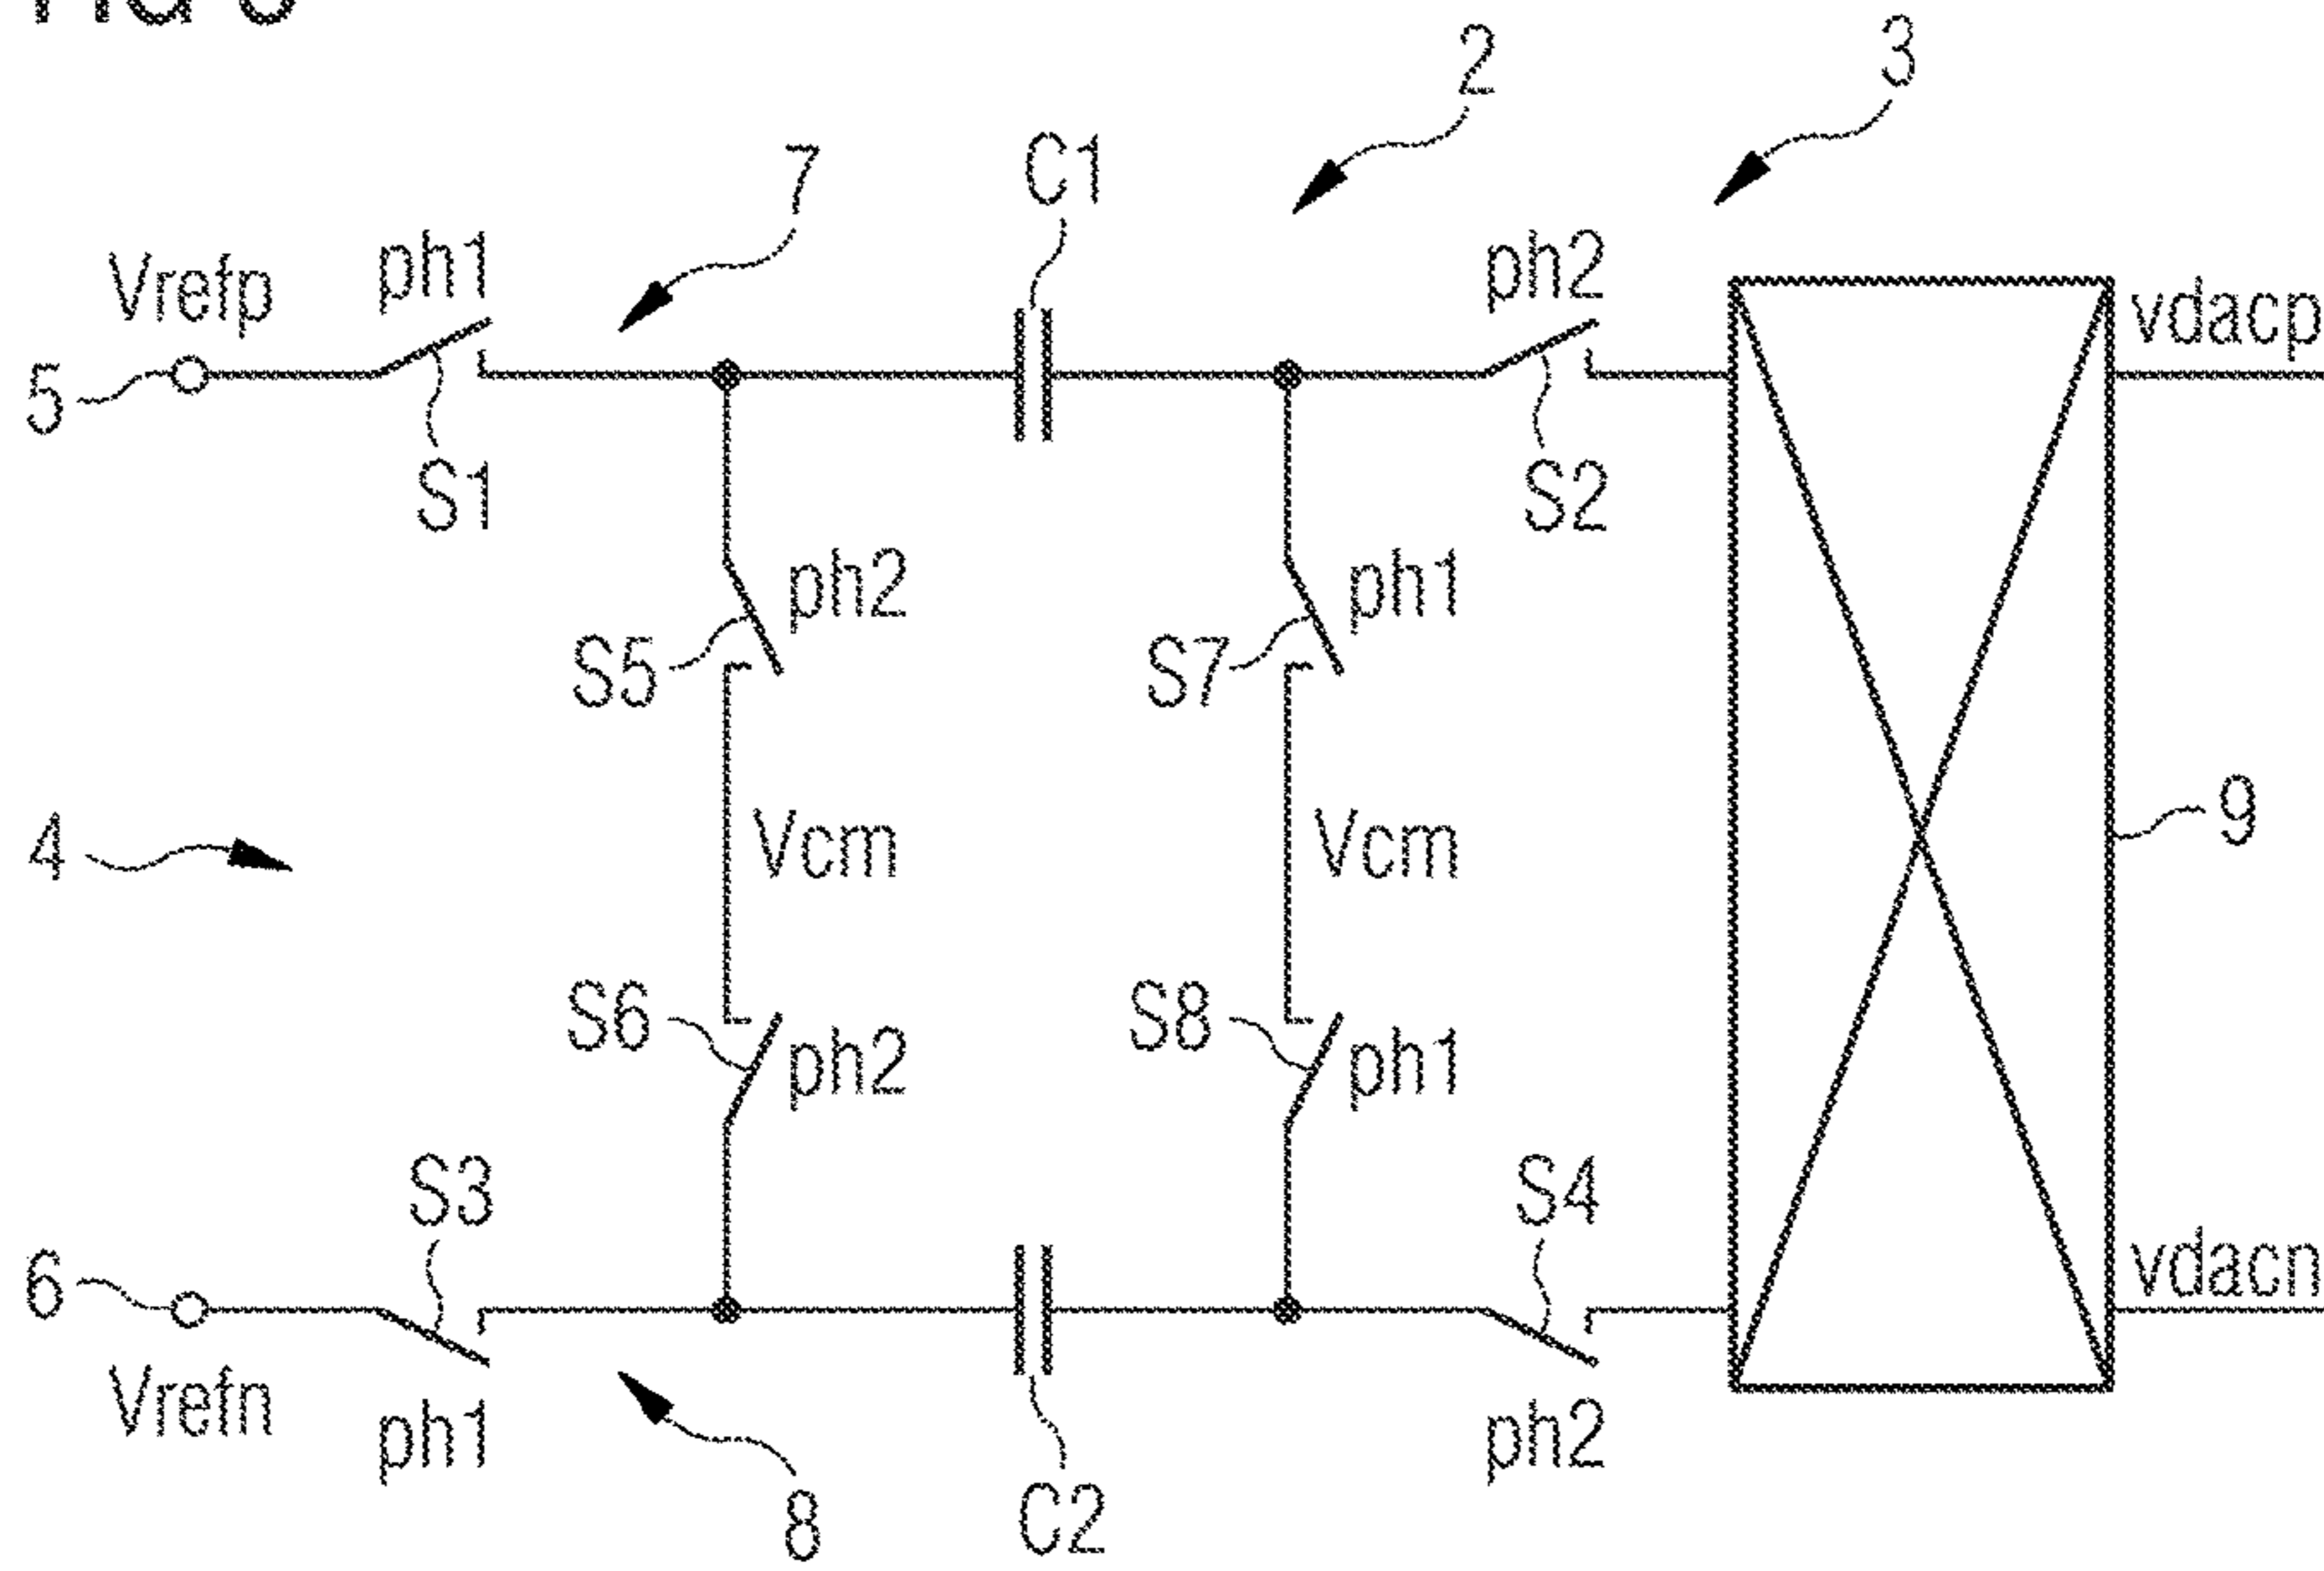 2
3
7
C1
Vrefp
ph1
ph2
vdacp
5
S1
S2
ph2
ph1
S5
S7
4
Vcm
Vcm
9
S6
S8
ph2
ph1
S3
S4
6
vdacn
Vrefn
ph1
ph2
8
C2